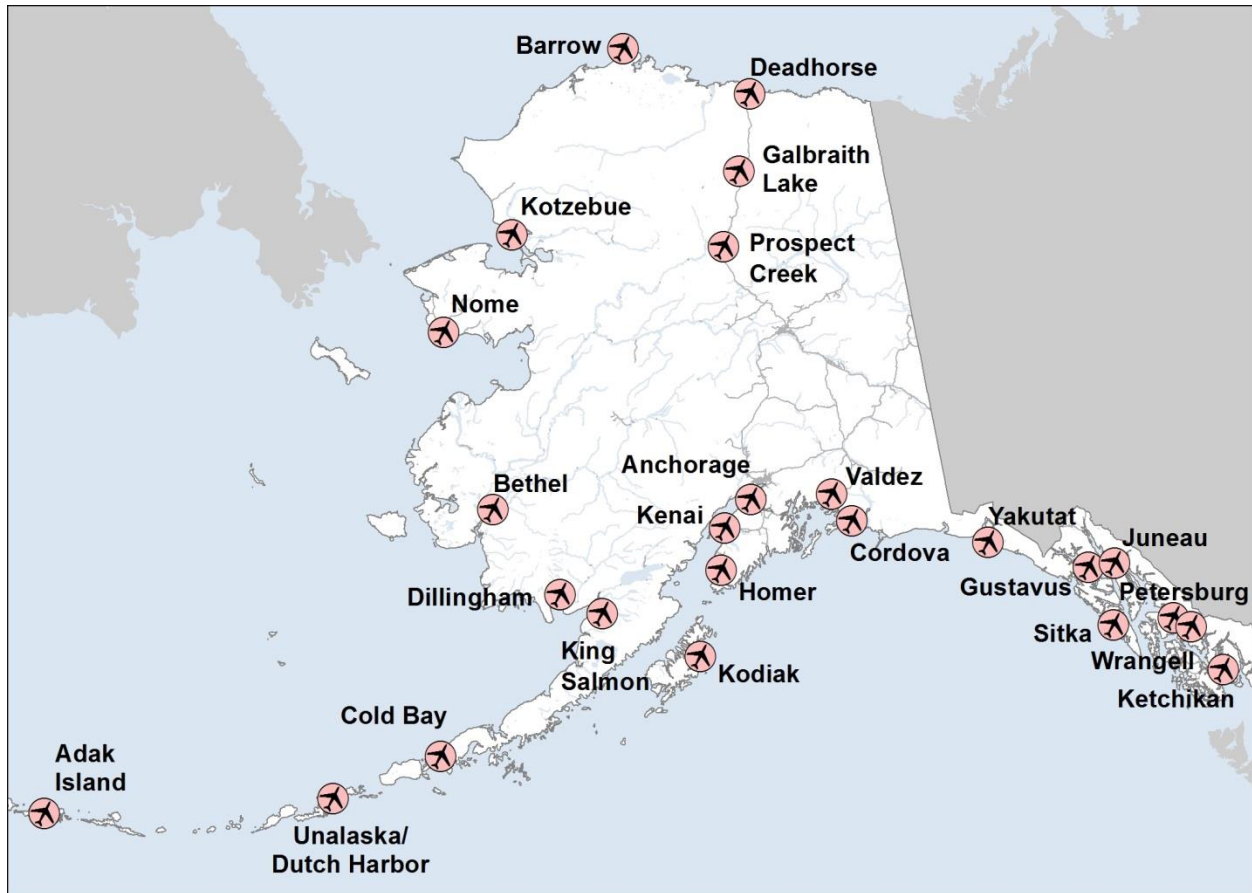 Barrow
Deadhorse
Galbraith
Lake
Kotzebue
Prospect
Creek
Nome
Anchorage
Valdez
Bethel
Kenai
Yakutat
Juneau
Cordova
Gustavus
Petersburg
Dillingham
Homer
Sitka
King
Salmon
Kodiak
Wrangell
Ketchikan
Cold Bay
Adak
Island
Unalaska/
Dutch Harbor